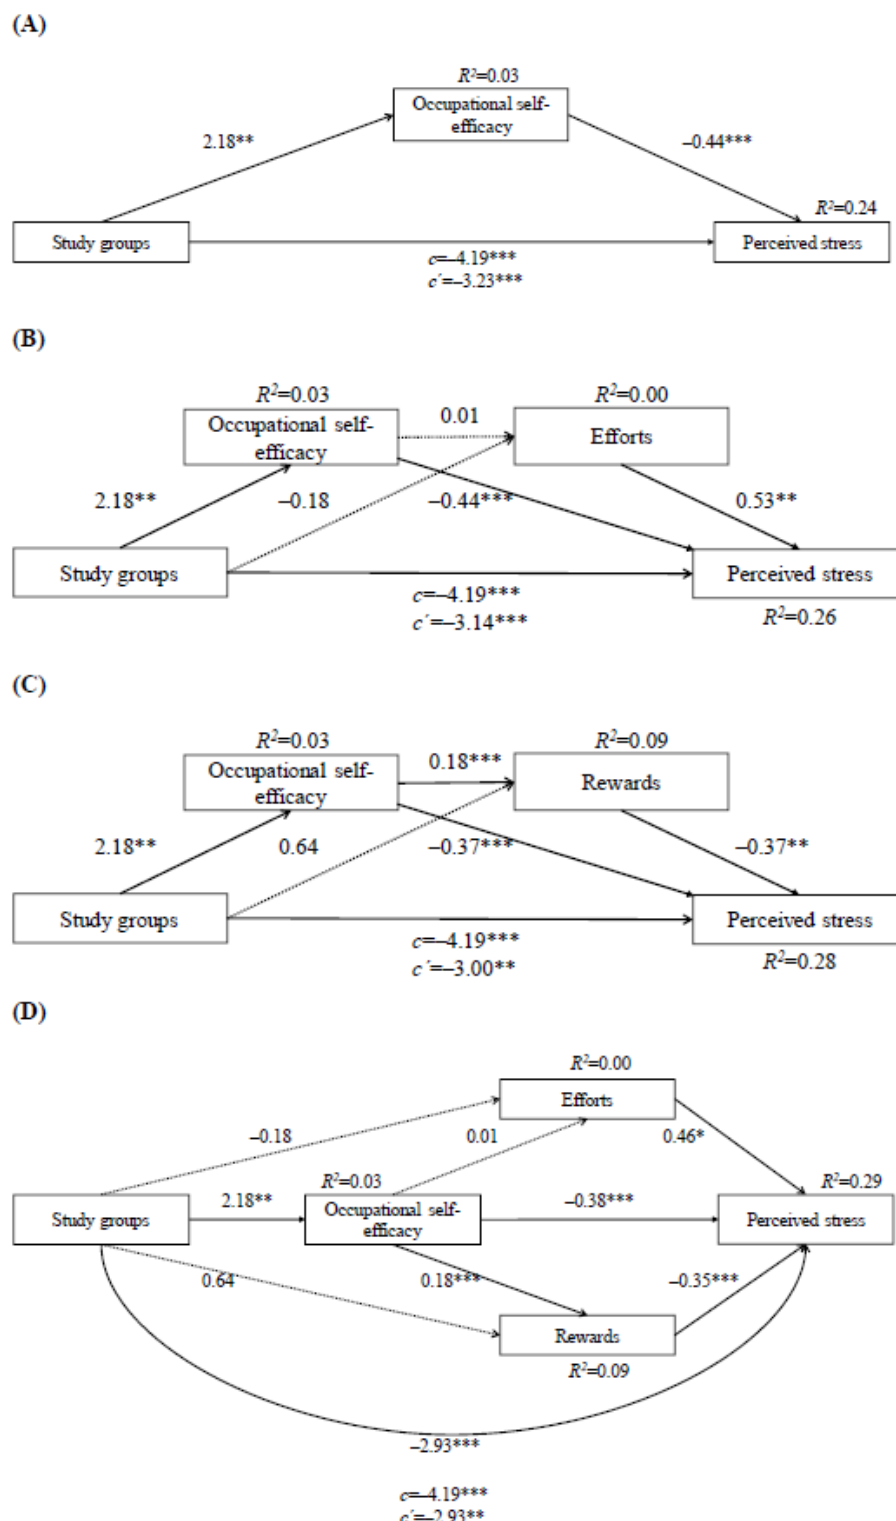 (A)
R²=0.03
Occupational self-
efficacy
2.18**
–0.44***
R²=0.24
Study groups
Perceived stress
c=–4.19***
c´=–3.23***
(B)
R²=0.03
R²=0.00
Occupational self-
efficacy
0.01
Efforts
2.18**
–0.18
–0.44***
0.53**
Study groups
Perceived stress
c=–4.19***
c´=–3.14***
R²=0.26
(C)
R²=0.03
R²=0.09
Occupational self-
efficacy
0.18***
Rewards
2.18**
0.64
–0.37***
–0.37**
Study groups
Perceived stress
c=–4.19***
c´=–3.00**
R²=0.28
(D)
R²=0.00
Efforts
–0.18
0.01
0.46*
R²=0.03
R²=0.29
Study groups
2.18**
Occupational self-
efficacy
–0.38***
Perceived stress
0.64
0.18***
–0.35***
Rewards
R²=0.09
–2.93***
c=–4.19***
c´=–2.93**